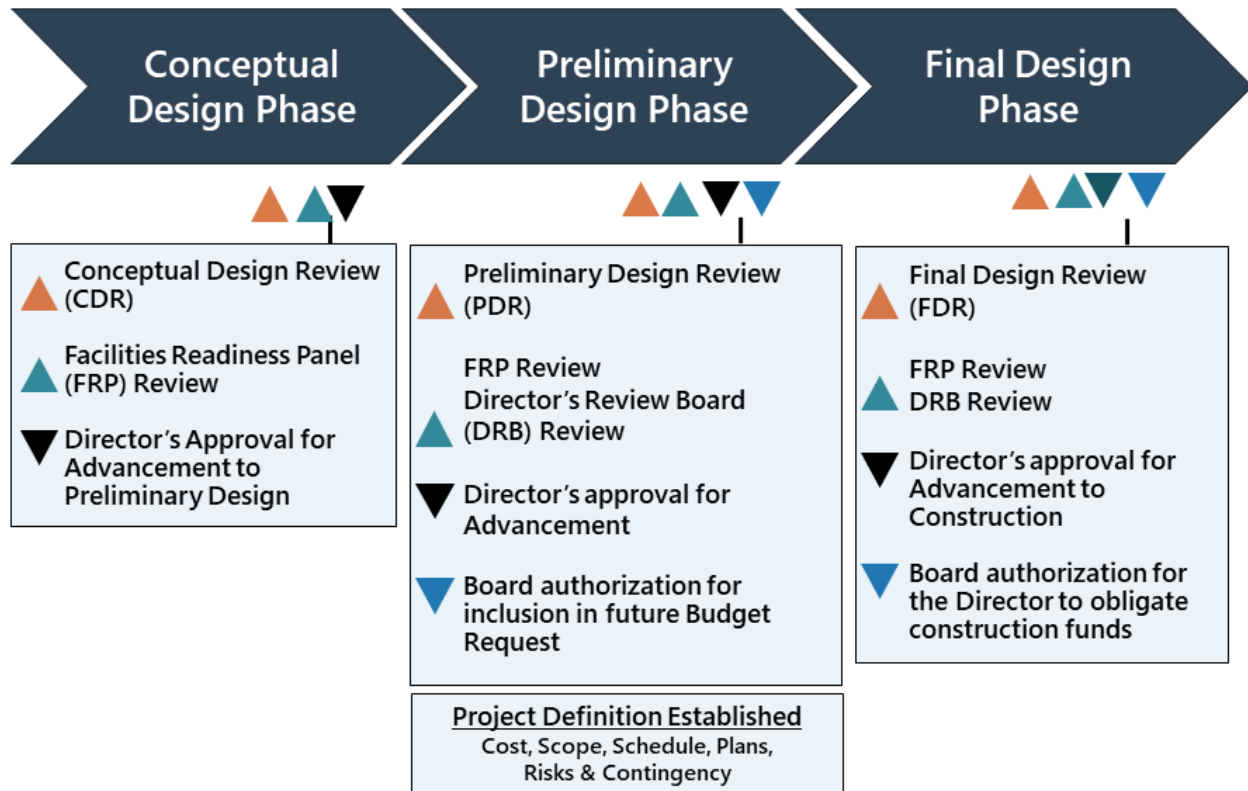 Conceptual
Design Phase
Preliminary
Design Phase
Final Design
Phase
Conceptual Design Review
(CDR)
Facilities Readiness Panel
(FRP) Review
Director's Approval for
Advancement to
Preliminary Design
Preliminary Design Review
(PDR)
FRP Review
Director's Review Board
(DRB) Review
Director's approval for
Advancement
Board authorization for
inclusion in future Budget
Request
Project Definition Established
Cost, Scope, Schedule, Plans,
Risks & Contingency
Final Design Review
(FDR)
FRP Review
DRB Review
Director's approval for
Advancement to
Construction
Board authorization for
the Director to obligate
construction funds